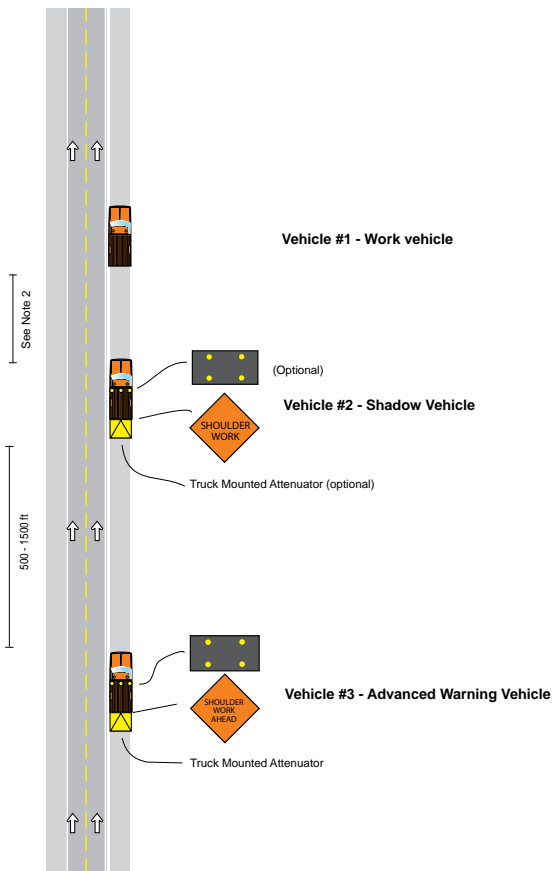 Vehicle #1 - Work vehicle
See Note 2
(Optional)
Vehicle #2 - Shadow Vehicle
SHOULDER
WORK
Truck Mounted Attenuator (optional)
500 - 1500 ft
Vehicle #3 - Advanced Warning Vehicle
SHOULDER
WORK
AHEAD
Truck Mounted Attenuator